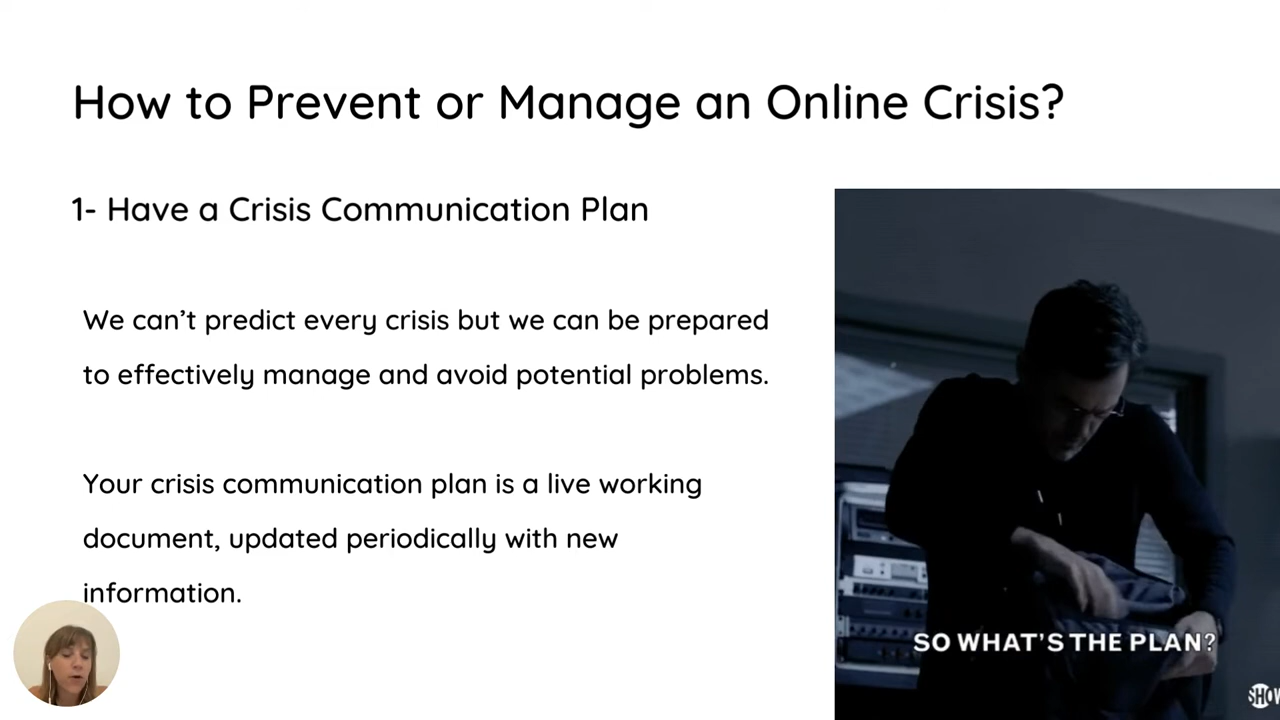 How to Prevent or Manage an Online Crisis?
1- Have a Crisis Communication Plan
We can't predict every crisis but we can be prepared
to effectively manage and avoid potential problems.
Your crisis communication plan is a live working
document, updated periodically with new
information.
SO WHAT'S THE PLAN?
SHOW